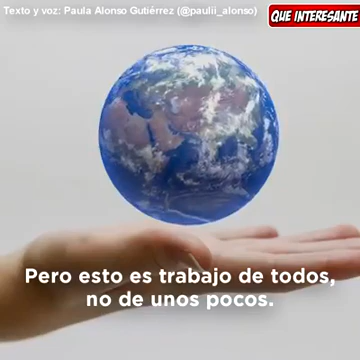 Texto y voz: Paula Alonso Gutiérrez (@paulii_alonso)
QUE INTERESANTE
Pero esto es trabajo de todos,
no de unos pocos.